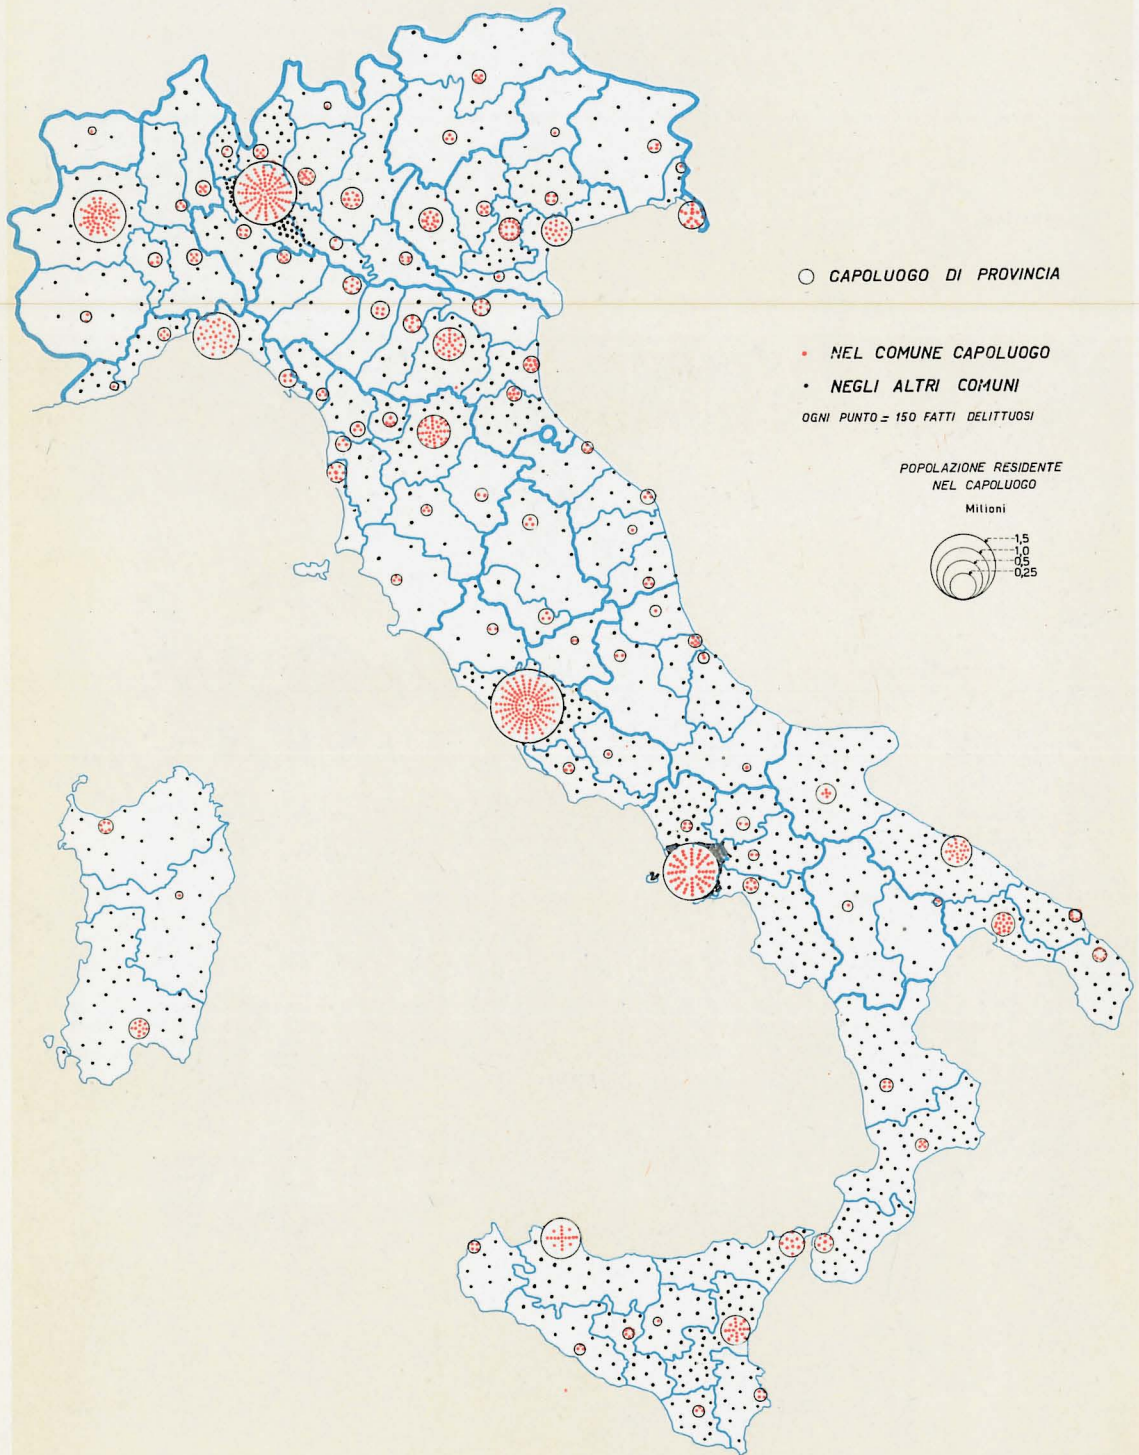 CAPOLUOGO DI PROVINCIA
NEL COMUNE CAPOLUOGO
NEGLI ALTRI COMUNI
OGNI PUNTO = 150 FATTI DELITTUOSI
POPOLAZIONE RESIDENTE
NEL CAPOLUOGO
Milioni
1,5
1,0
0,5
0,25